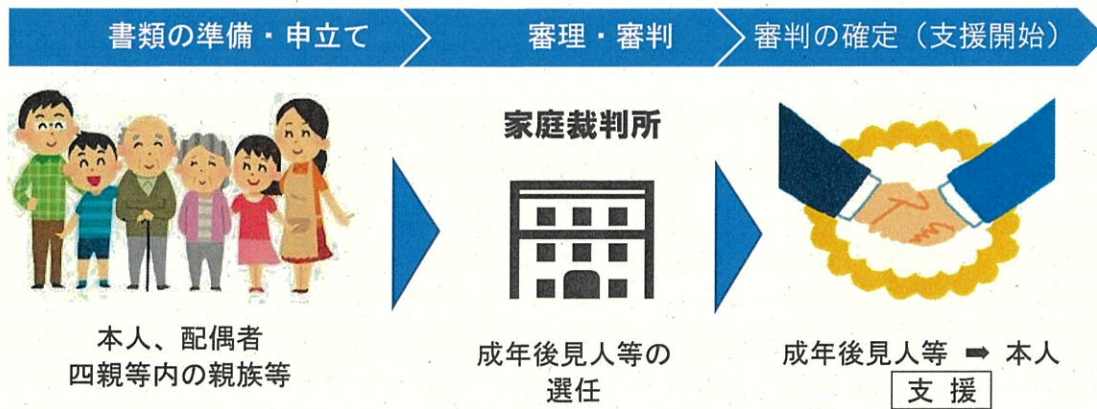 書類の準備・申立て
審理・審判
審判の確定（支援開始）
家庭裁判所
本人、配偶者
四親等内の親族等
成年後見人等の
選任
成年後見人等 ➡ 本人
支 援